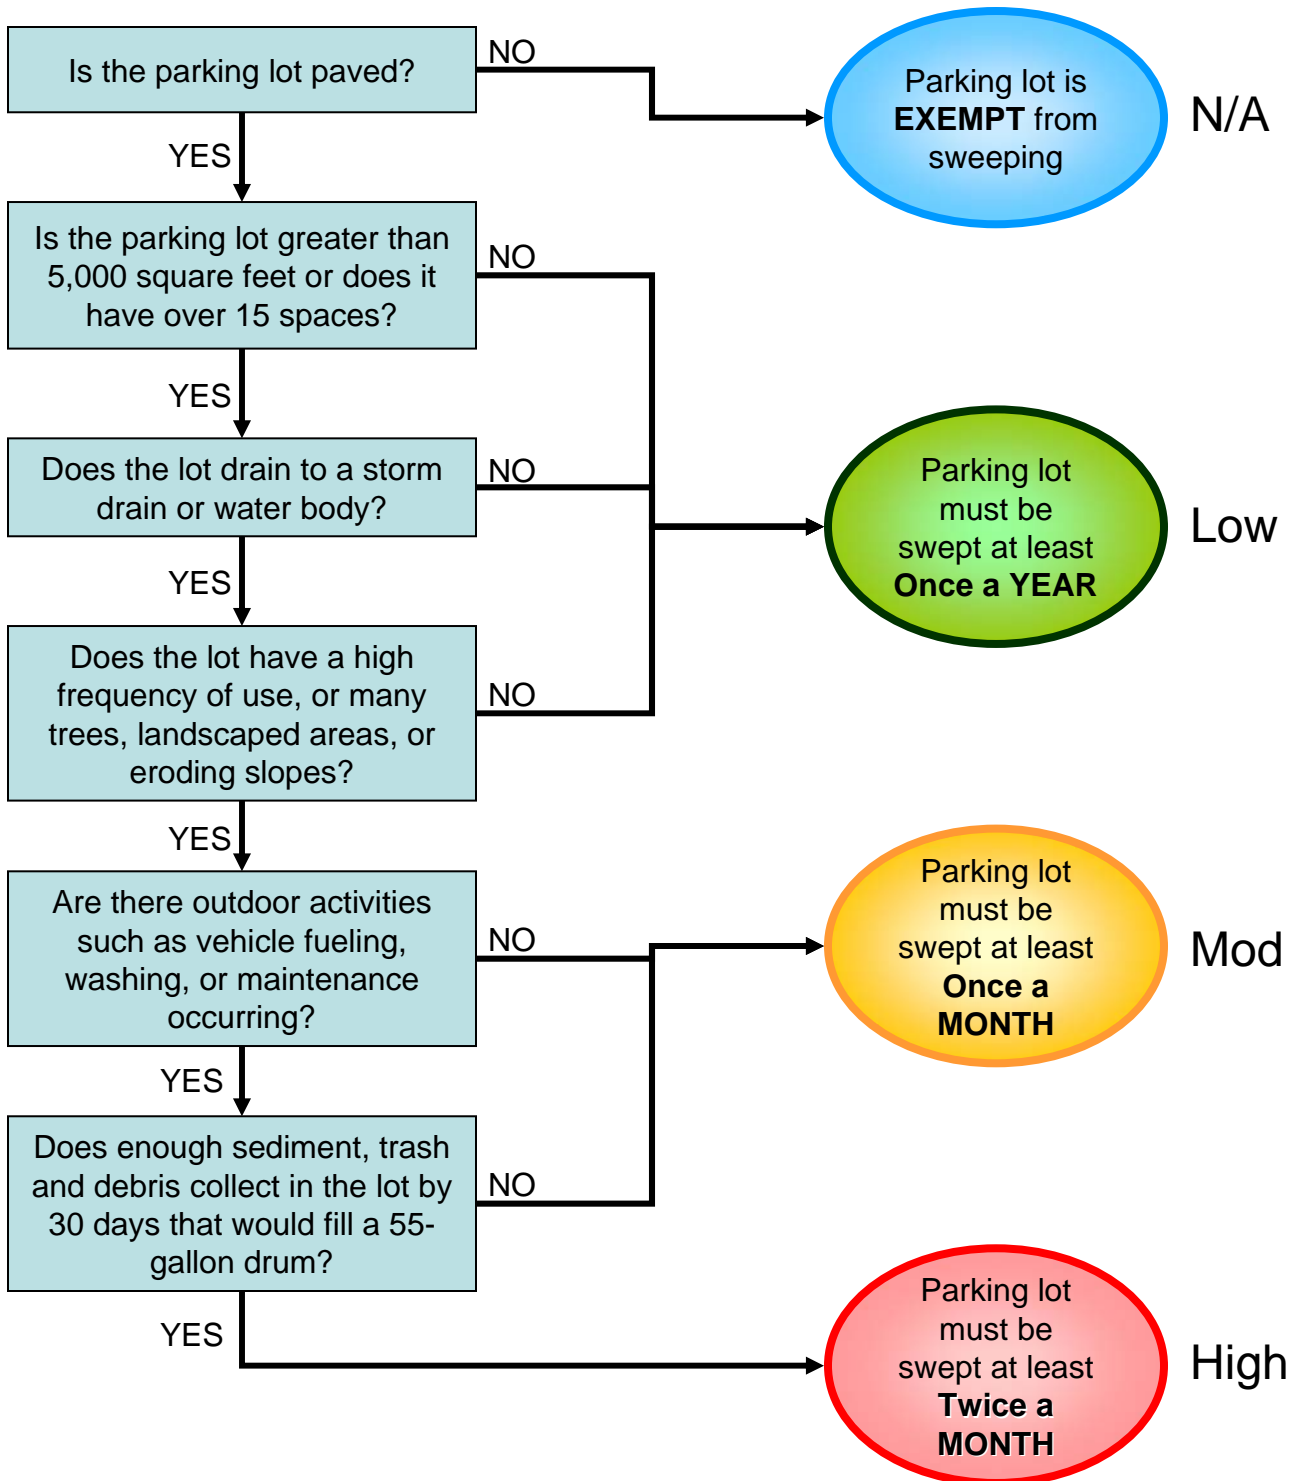 Is the parking lot paved?
NO
Parking lot is
EXEMPT from
sweeping
N/A
YES
Is the parking lot greater than
5,000 square feet or does it
have over 15 spaces?
NO
YES
Does the lot drain to a storm
drain or water body?
NO
Parking lot
must be
swept at least
Once a YEAR
Low
YES
Does the lot have a high
frequency of use, or many
trees, landscaped areas, or
eroding slopes?
NO
YES
Are there outdoor activities
such as vehicle fueling,
washing, or maintenance
occurring?
NO
Parking lot
must be
swept at least
Once a
MONTH
Mod
YES
Does enough sediment, trash
and debris collect in the lot by
30 days that would fill a 55-
gallon drum?
NO
YES
Parking lot
must be
swept at least
Twice a
MONTH
High